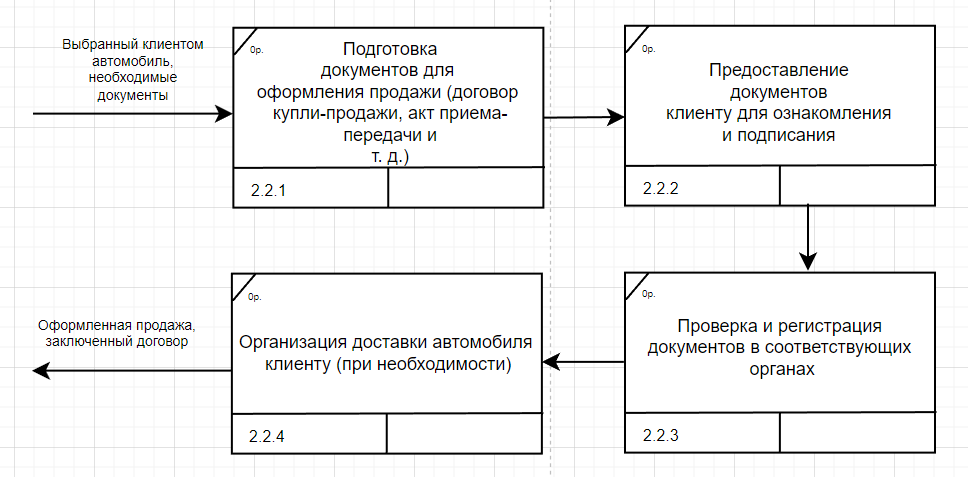 Выбранный клиентом
автомобиль,
необходимые
документы
0р.
Подготовка
документов для
оформления продажи (договор
купли-продажи, акт приема-
передачи и
т. д.)
2.2.1
0р.
Предоставление
документов
клиенту для ознакомления
и подписания
2.2.2
0р.
Проверка и регистрация
документов в соответствующих
органах
2.2.3
0р.
Организация доставки автомобиля
клиенту (при необходимости)
2.2.4
Оформленная продажа,
заключенный договор